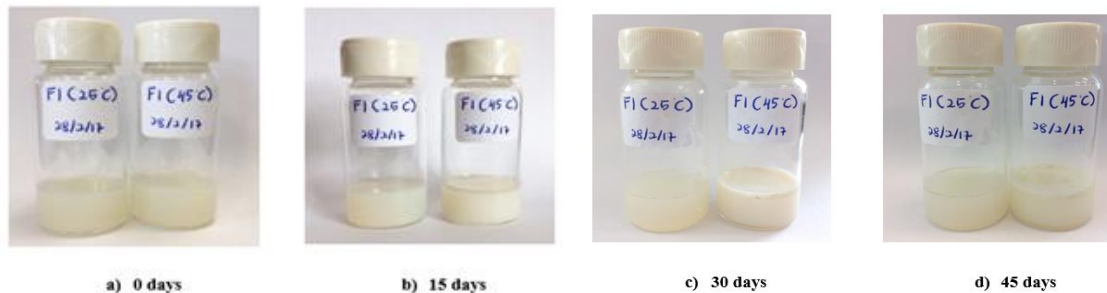 F1 (25°C)
28/2/17
F1 (45°C)
28/2/17
F1 (25°C)
28/2/17
F1 (45°C)
28/2/17
F1 (25°C)
28/2/17
F1 (45°C)
28/2/17
F1 (25°C)
28/2/17
F1 (45°C)
28/2/17
a) 0 days
b) 15 days
c) 30 days
d) 45 days